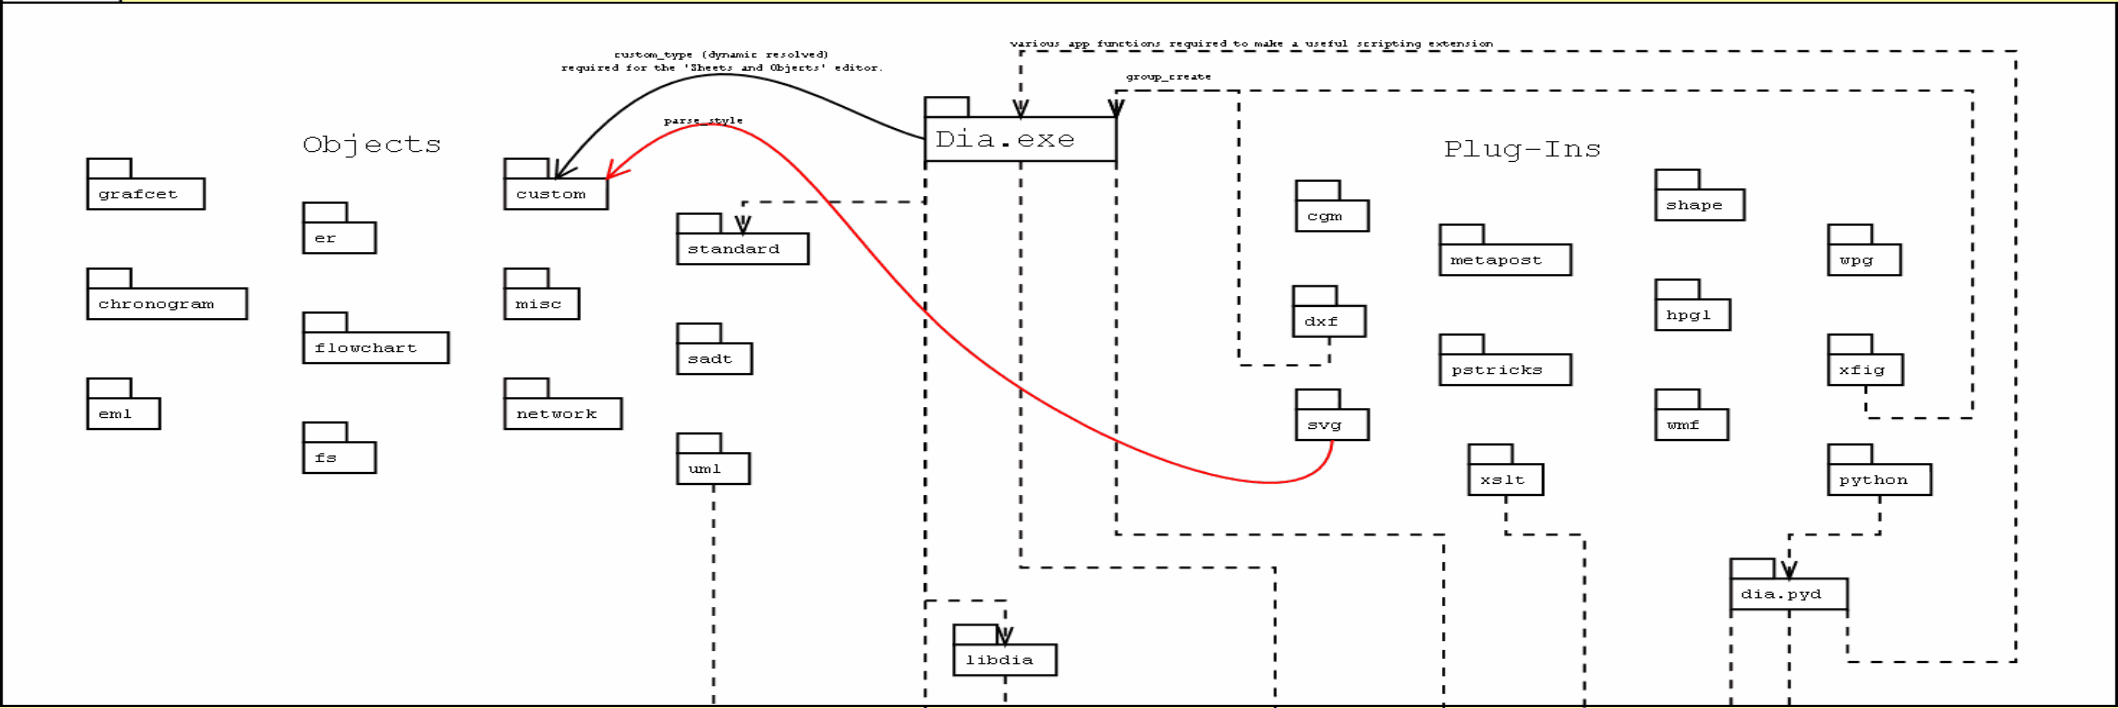 various app functions required to make a useful scripting extension
custom_type (dynamic resolved)
required for the 'Sheets and Objects' editor.
group_create
parse_style
Dia.exe
Objects
Plug-Ins
grafcet
er
custom
standard
chronogram
flowchart
misc
sadt
eml
fs
network
uml
cgm
shape
metapost
wpg
dxf
hpgl
pstricks
xfig
svg
wmf
xslt
python
dia.pyd
libdia